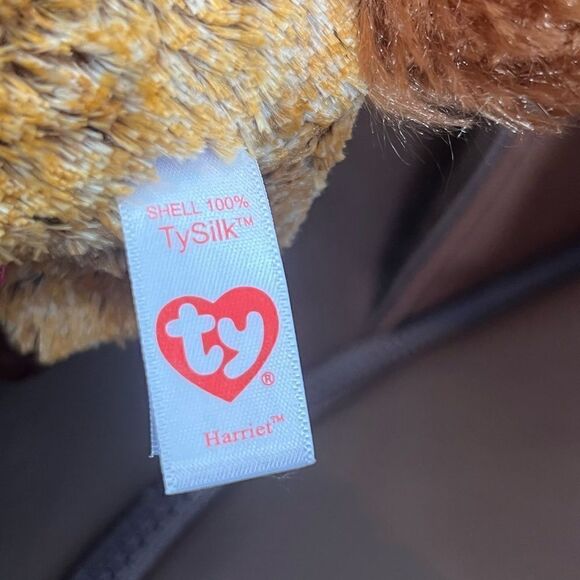 SHELL 100%
TySilk™
ty®
Harriet™